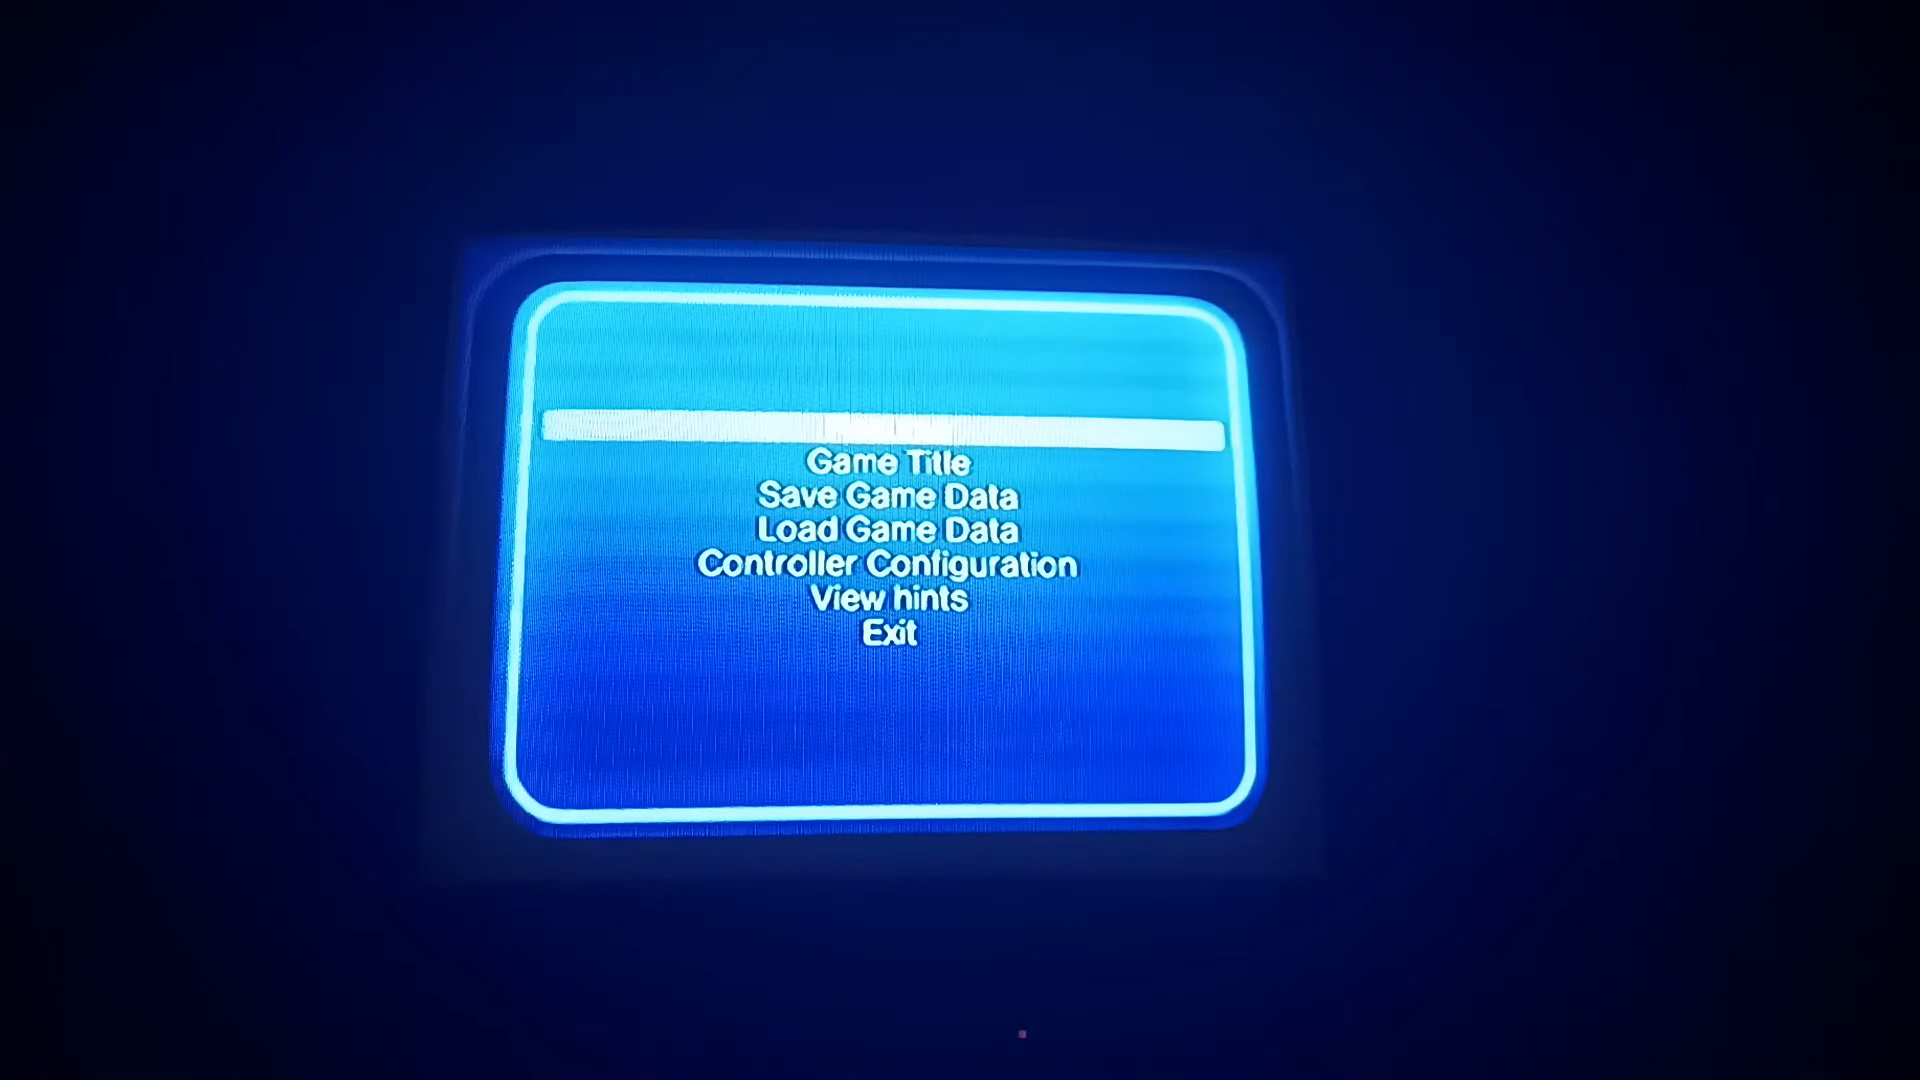 Game Title
Save Game Data
Load Game Data
Controller Configuration
View hints
Exit